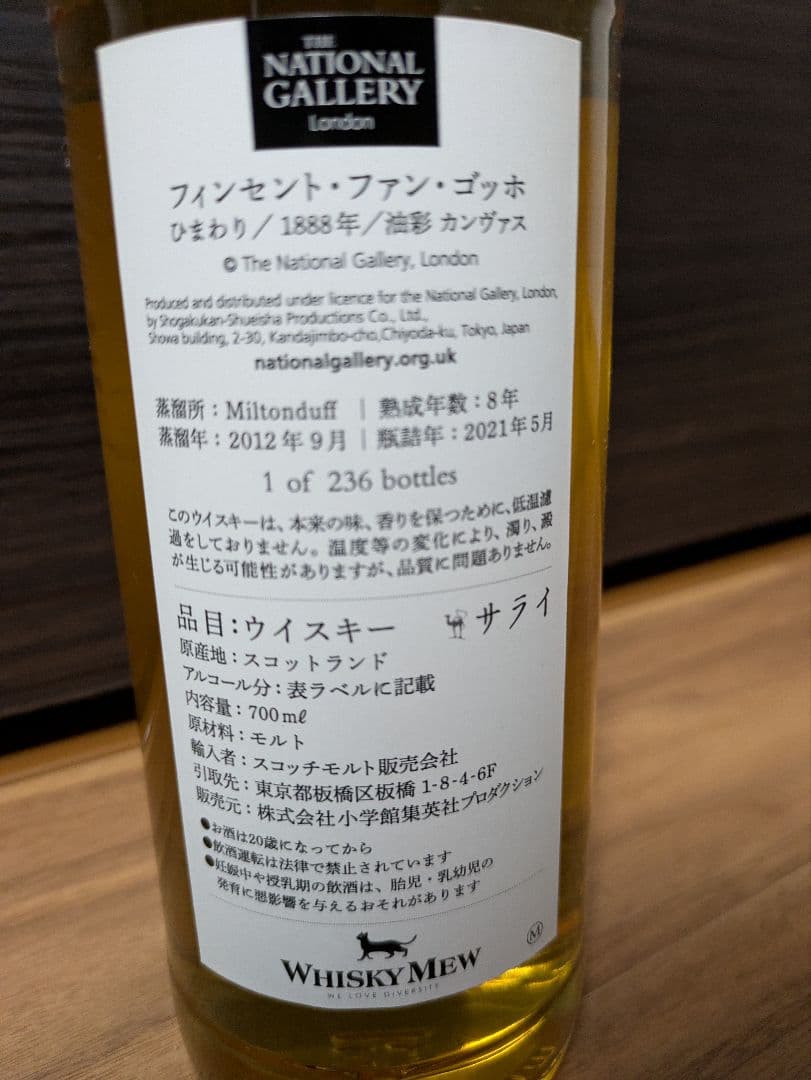 THE
NATIONAL
GALLERY
London
フィンセント・ファン・ゴッホ
ひまわり／1888年／油彩 カンヴァス
© The National Gallery, London
Produced and distributed under licence for the National Gallery, London,
by Shogakukan-Shueisha Productions Co., Ltd.,
Showa building, 2-30, Kandajimbo-cho,Chiyoda-ku, Tokyo, Japan
nationalgallery.org.uk
蒸留所：Miltonduff | 熟成年数：8年
蒸留年：2012年9月 | 瓶詰年：2021年5月
1 of 236 bottles
このウイスキーは、本来の味、香りを保つために、低温濾
過をしておりません。温度等の変化により、濁り、澱
が生じる可能性がありますが、品質に問題ありません。
品目：ウイスキー サライ
原産地：スコットランド
アルコール分：表ラベルに記載
内容量：700mℓ
原材料：モルト
輸入者：スコッチモルト販売会社
引取先：東京都板橋区板橋 1-8-4-6F
販売元：株式会社小学館集英社プロダクション
●お酒は20歳になってから
●飲酒運転は法律で禁止されています
●妊娠中や授乳期の飲酒は、胎児・乳幼児の
発育に悪影響を与えるおそれがあります
M
WHISKY MEW
WE LOVE DIVERSITY